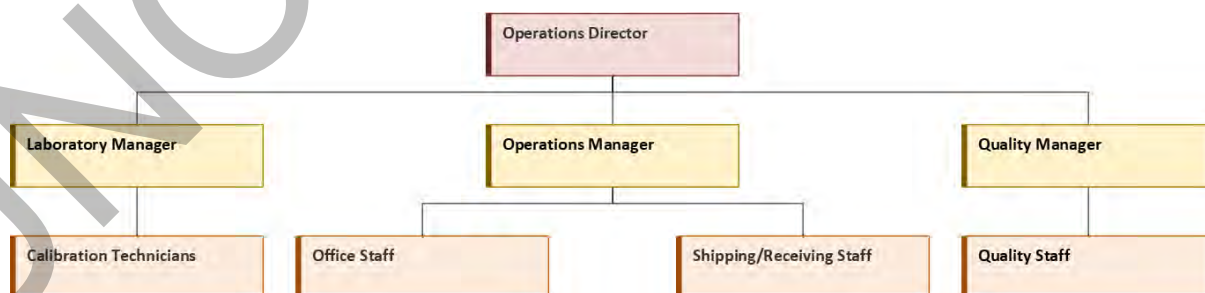 Operations Director
Laboratory Manager
Operations Manager
Quality Manager
Calibration Technicians
Office Staff
Shipping/Receiving Staff
Quality Staff